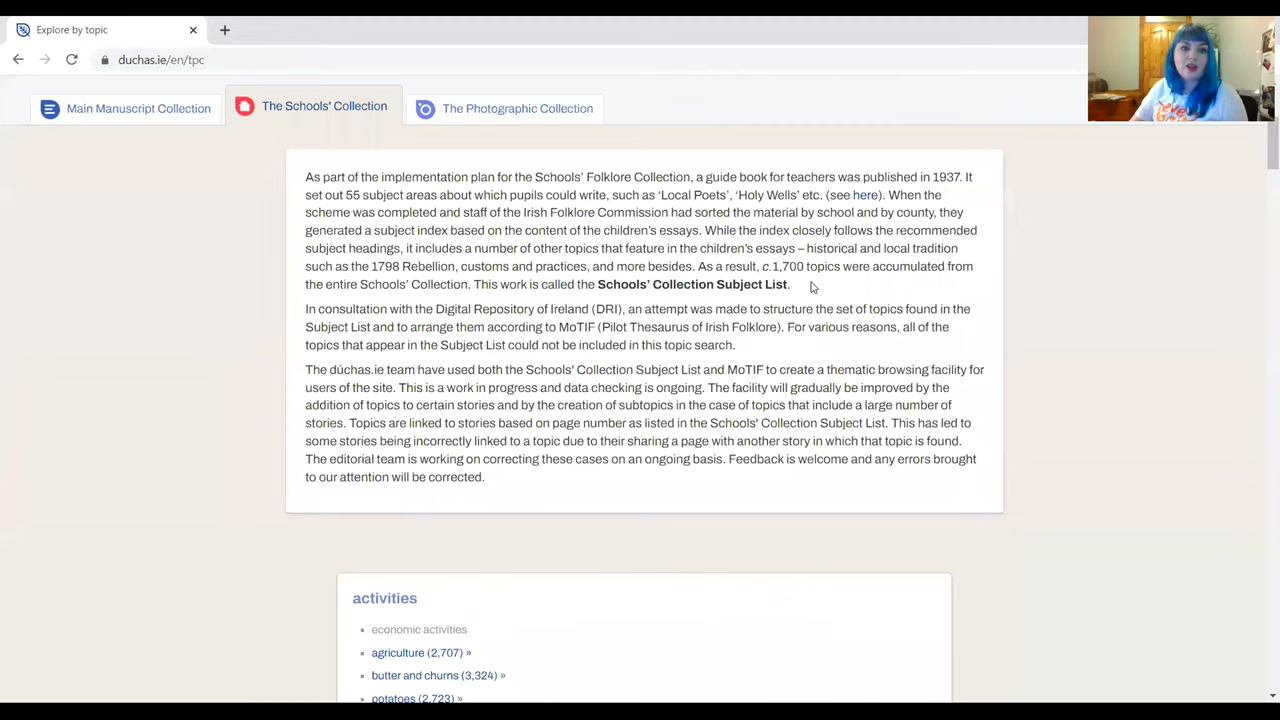 Explore by topic
duchas.ie/en/tpc
Main Manuscript Collection
The Schools' Collection
The Photographic Collection
As part of the implementation plan for the Schools' Folklore Collection, a guide book for teachers was published in 1937. It
set out 55 subject areas about which pupils could write, such as 'Local Poets', 'Holy Wells' etc. (see here). When the
scheme was completed and staff of the Irish Folklore Commission had sorted the material by school and by county, they
generated a subject index based on the content of the children's essays. While the index closely follows the recommended
subject headings, it includes a number of other topics that feature in the children's essays – historical and local tradition
such as the 1798 Rebellion, customs and practices, and more besides. As a result, c.1,700 topics were accumulated from
the entire Schools' Collection. This work is called the Schools' Collection Subject List.
In consultation with the Digital Repository of Ireland (DRI), an attempt was made to structure the set of topics found in the
Subject List and to arrange them according to MoTIF (Pilot Thesaurus of Irish Folklore). For various reasons, all of the
topics that appear in the Subject List could not be included in this topic search.
The dúchas.ie team have used both the Schools' Collection Subject List and MoTIF to create a thematic browsing facility for
users of the site. This is a work in progress and data checking is ongoing. The facility will gradually be improved by the
addition of topics to certain stories and by the creation of subtopics in the case of topics that include a large number of
stories. Topics are linked to stories based on page number as listed in the Schools' Collection Subject List. This has led to
some stories being incorrectly linked to a topic due to their sharing a page with another story in which that topic is found.
The editorial team is working on correcting these cases on an ongoing basis. Feedback is welcome and any errors brought
to our attention will be corrected.
activities
economic activities
agriculture (2,707) »
butter and churns (3,324) »
potatoes (2,723) »